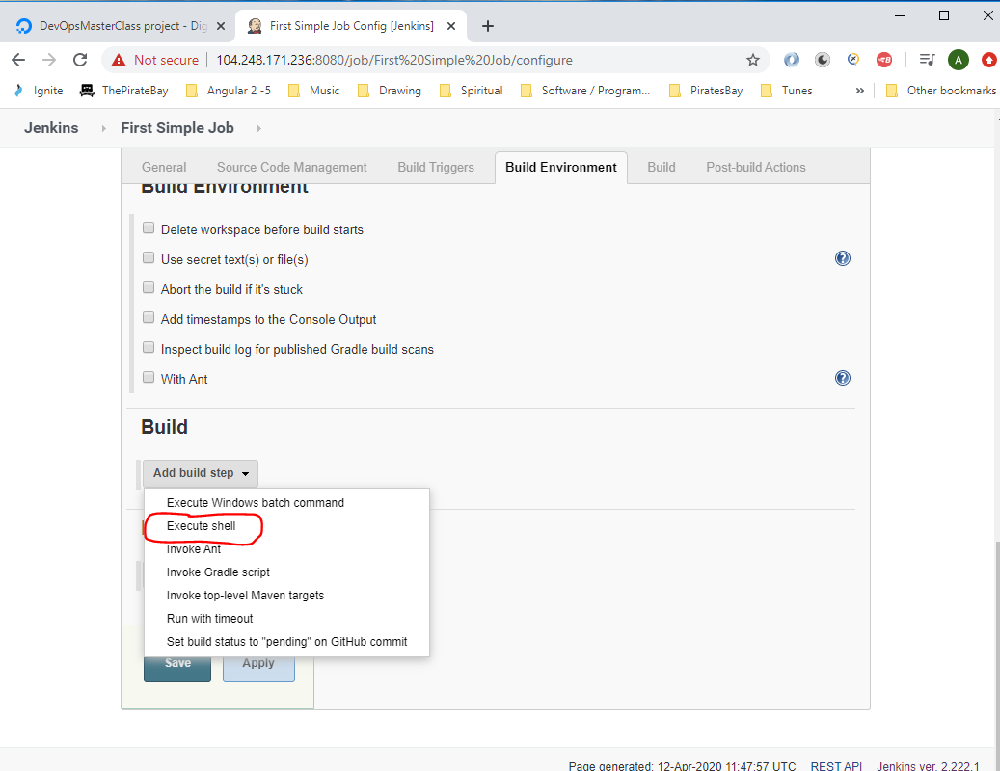 DevOpsMasterClass project - Dig
First Simple Job Config [Jenkins]
Not secure
104.248.171.236:8080/job/First%20Simple%20Job/configure
A
Ignite
ThePirateBay
Angular 2 -5
Music
Drawing
Spiritual
Software / Program...
PiratesBay
Tunes
»
Other bookmarks
Jenkins
First Simple Job
General
Source Code Management
Build Triggers
Build Environment
Build
Post-build Actions
Build Environment
Delete workspace before build starts
Use secret text(s) or file(s)
Abort the build if it's stuck
Add timestamps to the Console Output
Inspect build log for published Gradle build scans
With Ant
Build
Add build step
Execute Windows batch command
Execute shell
Invoke Ant
Invoke Gradle script
Invoke top-level Maven targets
Run with timeout
Set build status to "pending" on GitHub commit
Save
Apply
Page generated: 12-Apr-2020 11:47:57 UTC
REST API
Jenkins ver. 2.222.1